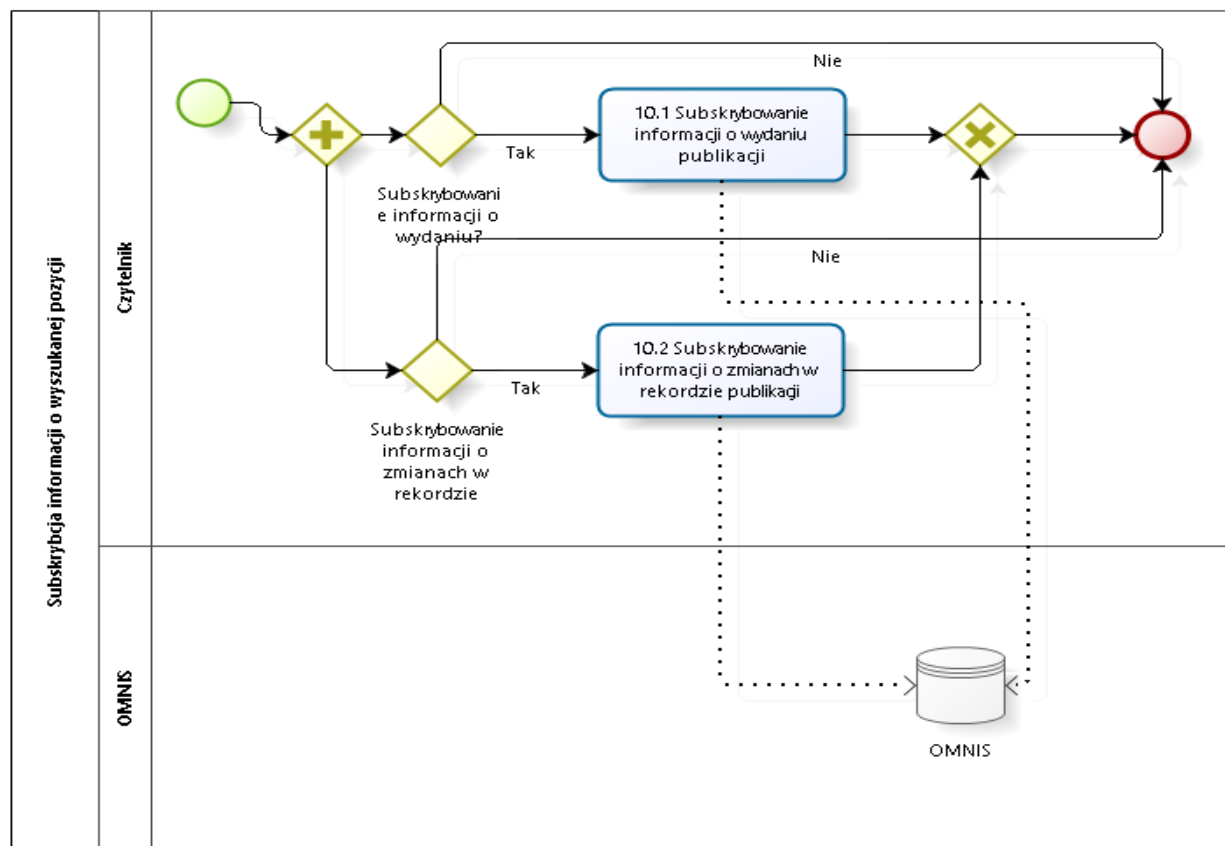 Subskrybcja informacji o wyszukanej pozycji
Czytelnik
Nie
10.1 Subskrybowanie
informacji o wydaniu
publikacji
Tak
Subskrybowani
e informacji o
wydaniu?
Nie
10.2 Subskrybowanie
informacji o zmianach w
rekordzie publikagi
Tak
Subskrybowanie
informacji o
zmianach w
rekordzie
OMNIS
OMNIS